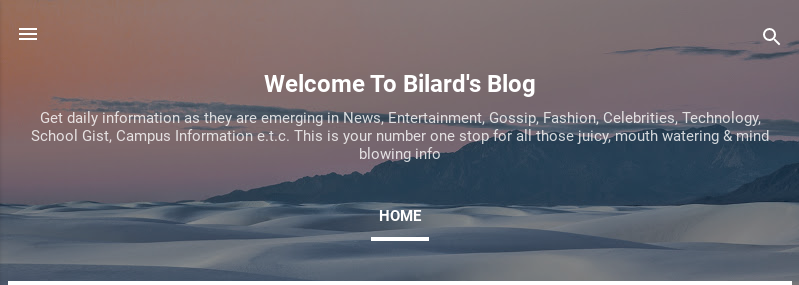 Welcome To Bilard's Blog
Get daily information as they are emerging in News, Entertainment, Gossip, Fashion, Celebrities, Technology,
School Gist, Campus Information e.t.c. This is your number one stop for all those juicy, mouth watering & mind
blowing info
HOME